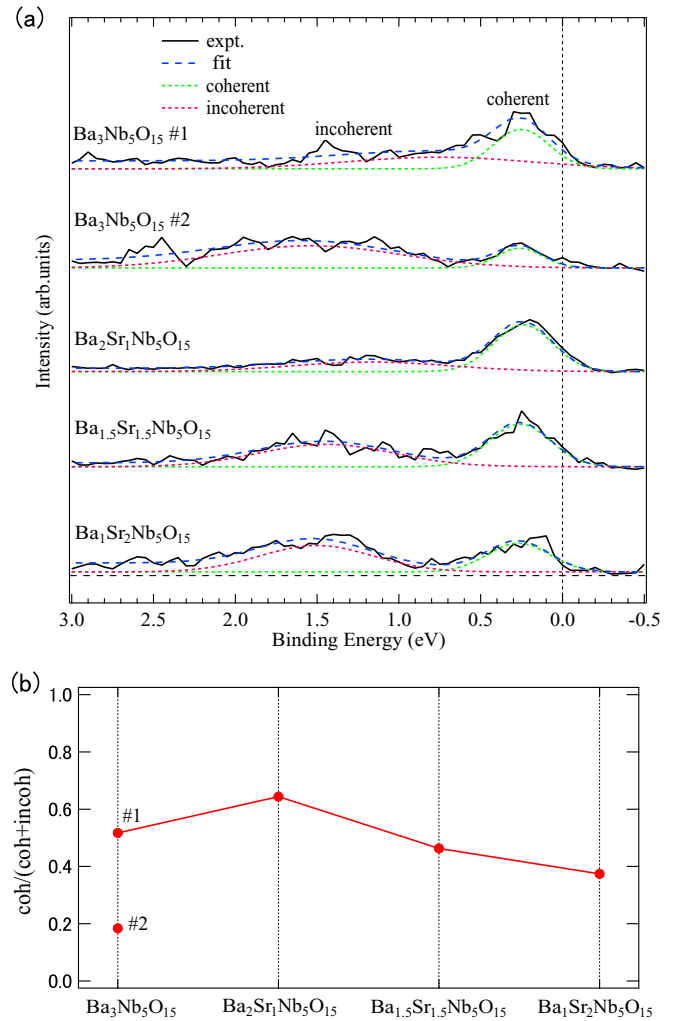 (a)
expt.
fit
coherent
incoherent
coherent
incoherent
Ba₃Nb₅O₁₅ #1
Ba₃Nb₅O₁₅ #2
Ba₂Sr₁Nb₅O₁₅
Ba₁.₅Sr₁.₅Nb₅O₁₅
Ba₁Sr₂Nb₅O₁₅
Intensity (arb.units)
3.0 2.5 2.0 1.5 1.0 0.5 0.0 -0.5
Binding Energy (eV)
(b)
1.0
0.8
0.6
0.4
0.2
0.0
coh/(coh+incoh)
#1
#2
Ba₃Nb₅O₁₅ Ba₂Sr₁Nb₅O₁₅ Ba₁.₅Sr₁.₅Nb₅O₁₅ Ba₁Sr₂Nb₅O₁₅